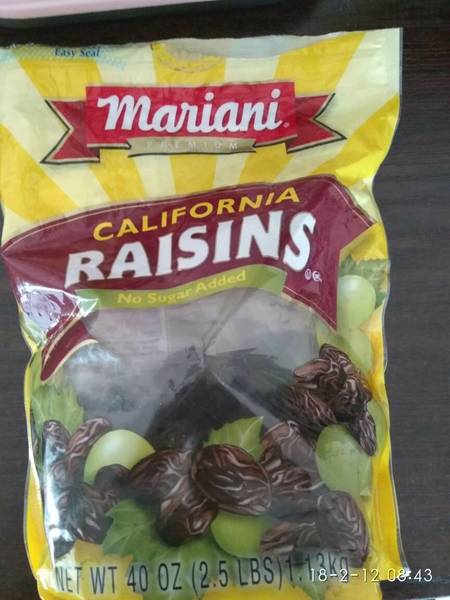 Easy Seal
Mariani®
PREMIUM
CALIFORNIA
RAISINS
No Sugar Added
NET WT 40 OZ (2.5 LBS) 1.13kg
18-2-12 08:43